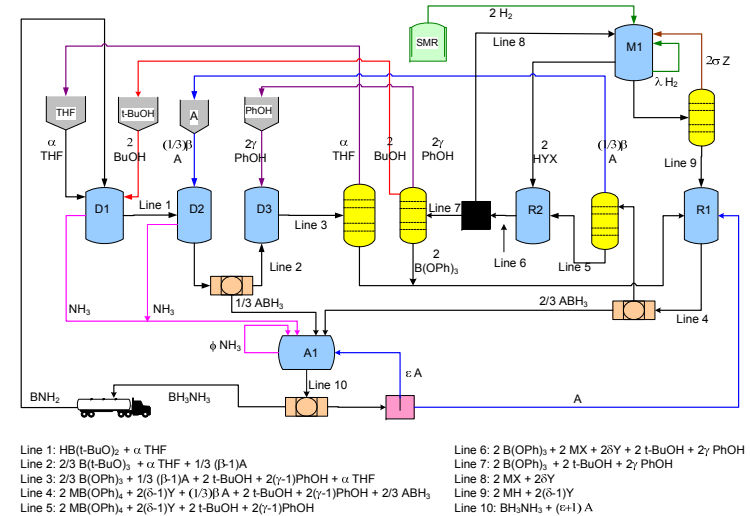 2 H₂
SMR
Line 8
M1
2σ Z
λ H₂
THF
t-BuOH
A
PhOH
α
THF
2
BuOH
(1/3)β
A
2γ
PhOH
α
THF
2
BuOH
2γ
PhOH
2
HYX
(1/3)β
A
Line 9
D1
Line 1
D2
D3
Line 3
Line 7
R2
R1
Line 6
Line 5
Line 2
2
B(OPh)₃
NH₃
NH₃
1/3 ABH₃
2/3 ABH₃
Line 4
ϕ NH₃
A1
ε A
Line 10
BNH₂
BH₃NH₃
A
Line 1: HB(t-BuO)₂ + α THF
Line 2: 2/3 B(t-BuO)₃ + α THF + 1/3 (β-1)A
Line 3: 2/3 B(OPh)₃ + 1/3 (β-1)A + 2 t-BuOH + 2(γ-1)PhOH + α THF
Line 4: 2 MB(OPh)₄ + 2(δ-1)Y + (1/3)β A + 2 t-BuOH + 2(γ-1)PhOH + 2/3 ABH₃
Line 5: 2 MB(OPh)₄ + 2(δ-1)Y + 2 t-BuOH + 2(γ-1)PhOH
Line 6: 2 B(OPh)₃ + 2 MX + 2δY + 2 t-BuOH + 2γ PhOH
Line 7: 2 B(OPh)₃ + 2 t-BuOH + 2γ PhOH
Line 8: 2 MX + 2δY
Line 9: 2 MH + 2(δ-1)Y
Line 10: BH₃NH₃ + (ε+1) A